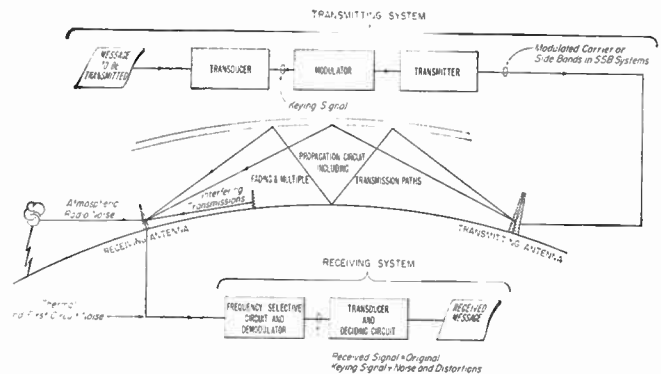 TRANSMITTING SYSTEM
MESSAGE
TO BE
TRANSMITTED
TRANSDUCER
MODULATOR
TRANSMITTER
Modulated Carrier or
Side Bands in SSB Systems
Keying Signal
PROPAGATION CIRCUIT
INCLUDING
FADING & MULTIPLE
TRANSMISSION PATHS
Atmospheric
Radio Noise
Interfering
Transmissions
RECEIVING ANTENNA
TRANSMITTING ANTENNA
RECEIVING SYSTEM
Thermal
First Circuit Noise
FREQUENCY SELECTIVE
CIRCUIT AND
DEMODULATOR
TRANSDUCER
AND
DECIDING CIRCUIT
RECEIVED
MESSAGE
Received Signal = Original
Keying Signal + Noise and Distortions